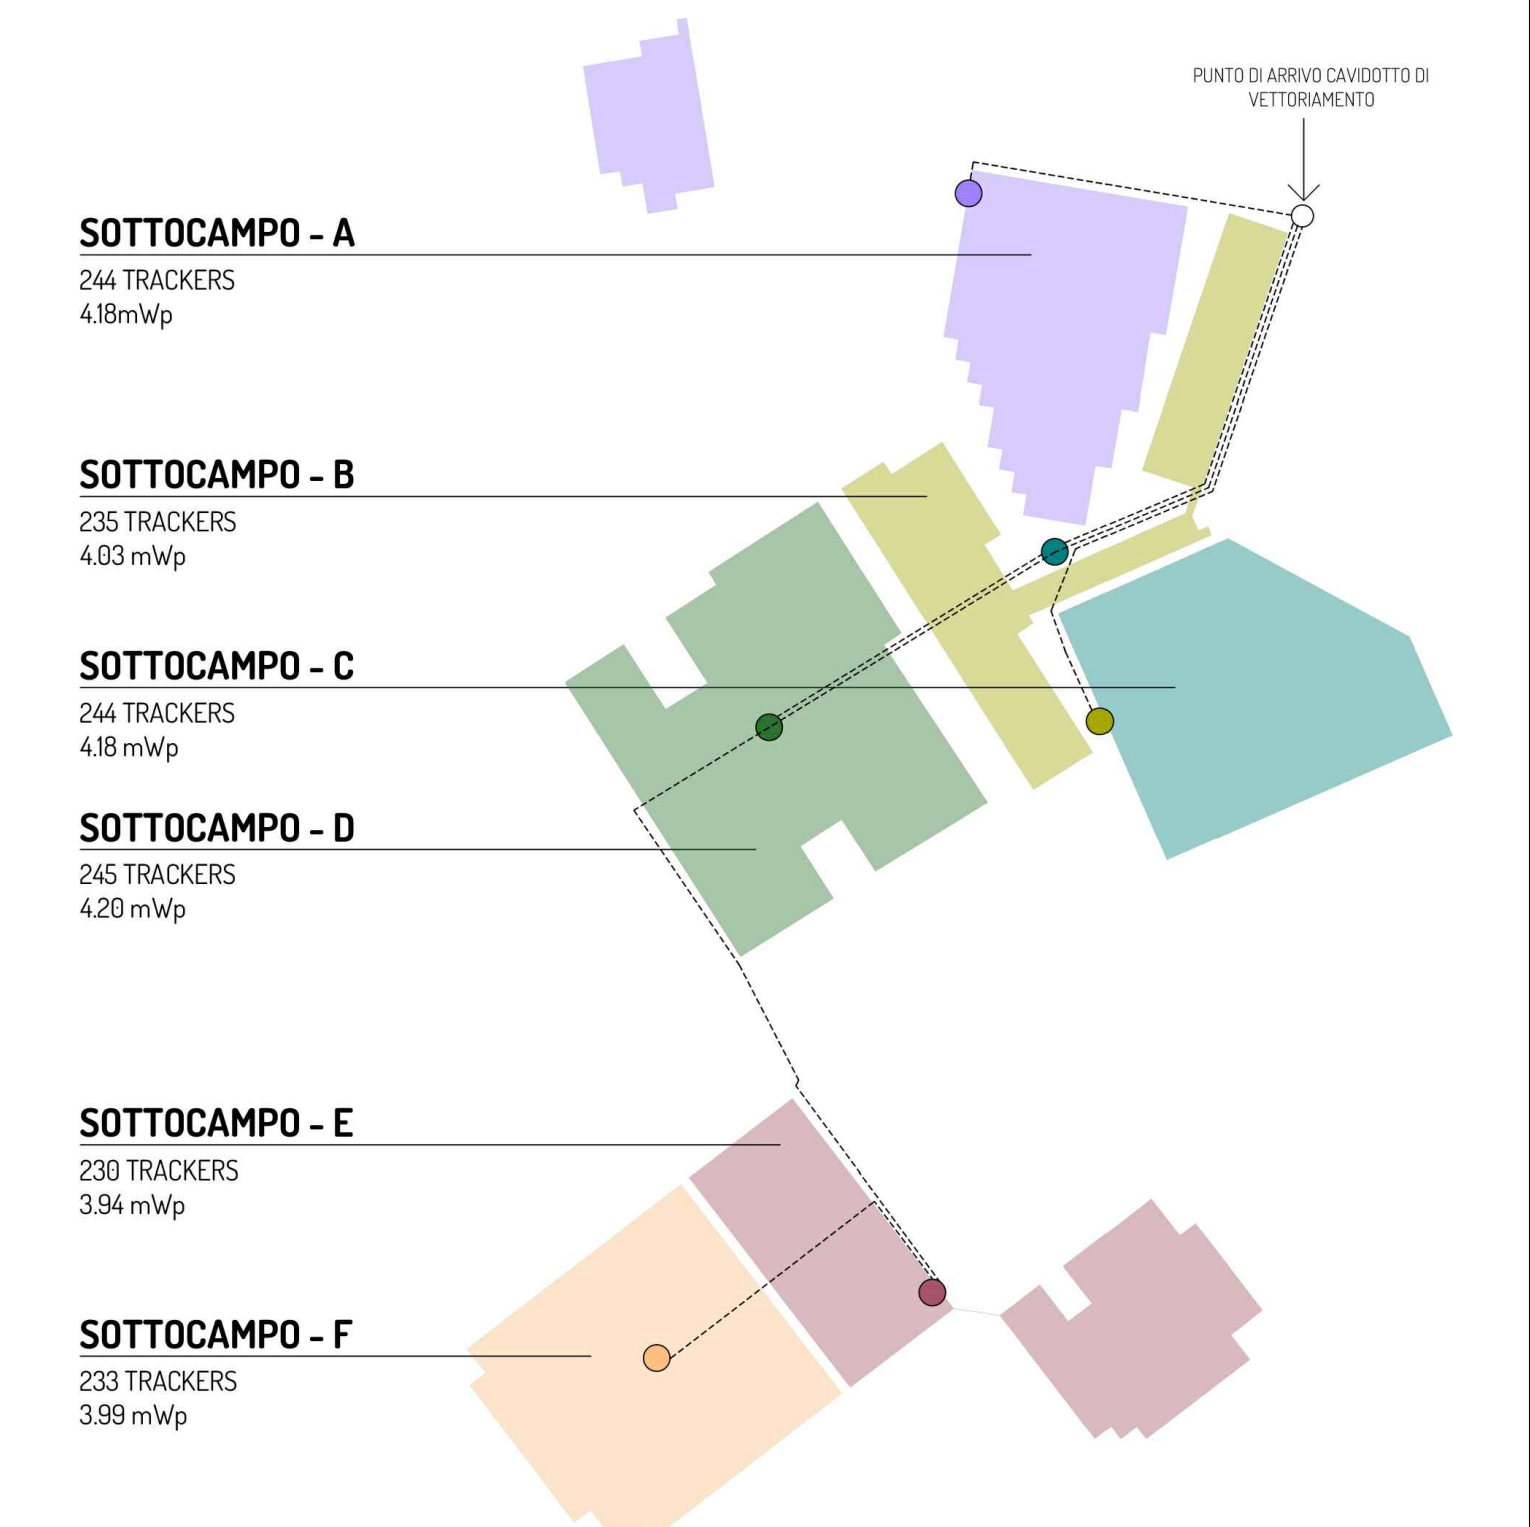 PUNTO DI ARRIVO CAVIDOTTO DI
VETTORIAMENTO
SOTTOCAMPO - A
244 TRACKERS
4.18mWp
SOTTOCAMPO - B
235 TRACKERS
4.03 mWp
SOTTOCAMPO - C
244 TRACKERS
4.18 mWp
SOTTOCAMPO - D
245 TRACKERS
4.20 mWp
SOTTOCAMPO - E
230 TRACKERS
3.94 mWp
SOTTOCAMPO - F
233 TRACKERS
3.99 mWp